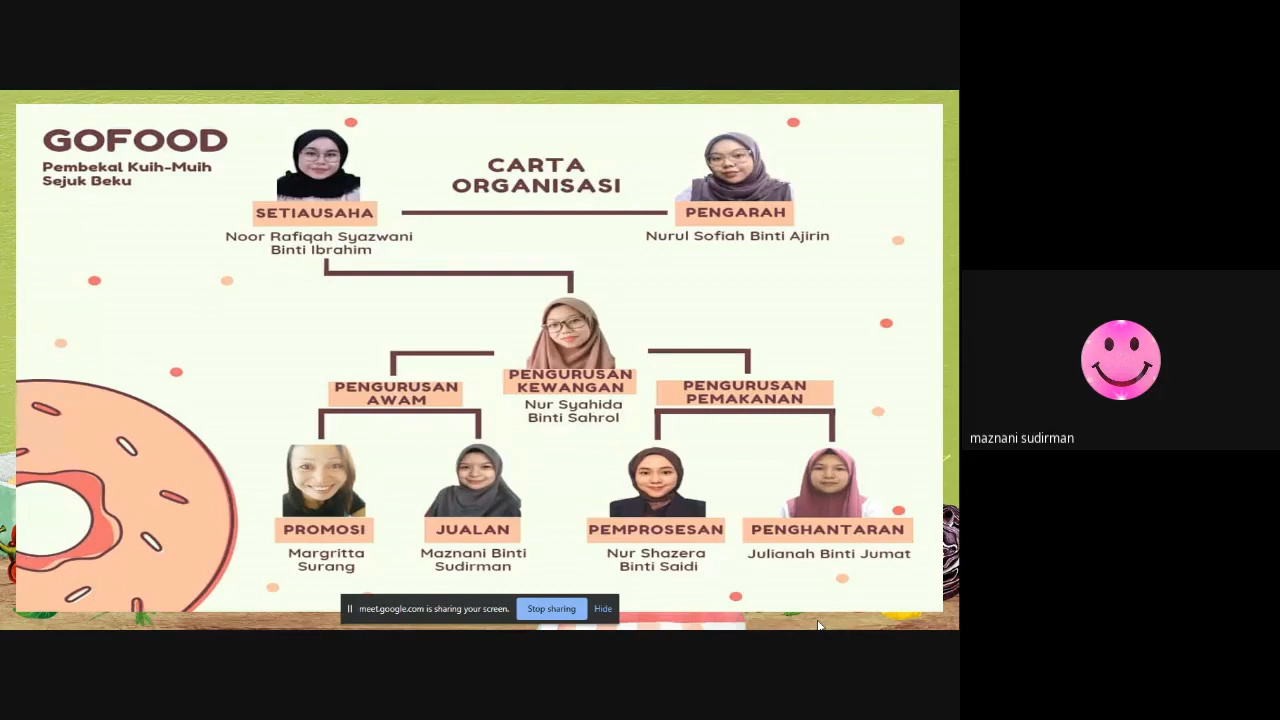 GOFOOD
Pembekal Kuih-Muih
Sejuk Beku
CARTA
ORGANISASI
SETIAUSAHA
Noor Rafiqah Syazwani
Binti Ibrahim
PENGARAH
Nurul Sofiah Binti Ajirin
PENGURUSAN
KEWANGAN
Nur Syahida
Binti Sahrol
PENGURUSAN
AWAM
PENGURUSAN
PEMAKANAN
PROMOSI
Margritta
Surang
JUALAN
Maznani Binti
Sudirman
PEMPROSESAN
Nur Shazera
Binti Saidi
PENGHANTARAN
Julianah Binti Jumat
meet.google.com is sharing your screen.
Stop sharing
Hide
maznani sudirman